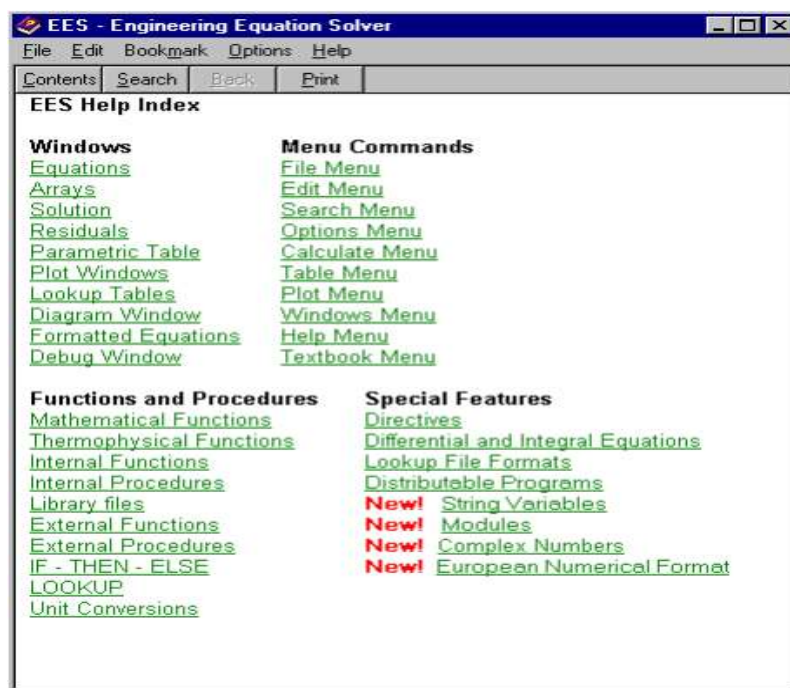 EES - Engineering Equation Solver
File Edit Bookmark Options Help
Contents Search Back Print
EES Help Index
Windows Menu Commands
Equations File Menu
Arrays Edit Menu
Solution Search Menu
Residuals Options Menu
Parametric Table Calculate Menu
Plot Windows Table Menu
Lookup Tables Plot Menu
Diagram Window Windows Menu
Formatted Equations Help Menu
Debug Window Textbook Menu
Functions and Procedures Special Features
Mathematical Functions Directives
Thermophysical Functions Differential and Integral Equations
Internal Functions Lookup File Formats
Internal Procedures Distributable Programs
Library files New! String Variables
External Functions New! Modules
External Procedures New! Complex Numbers
IF - THEN - ELSE New! European Numerical Format
LOOKUP
Unit Conversions